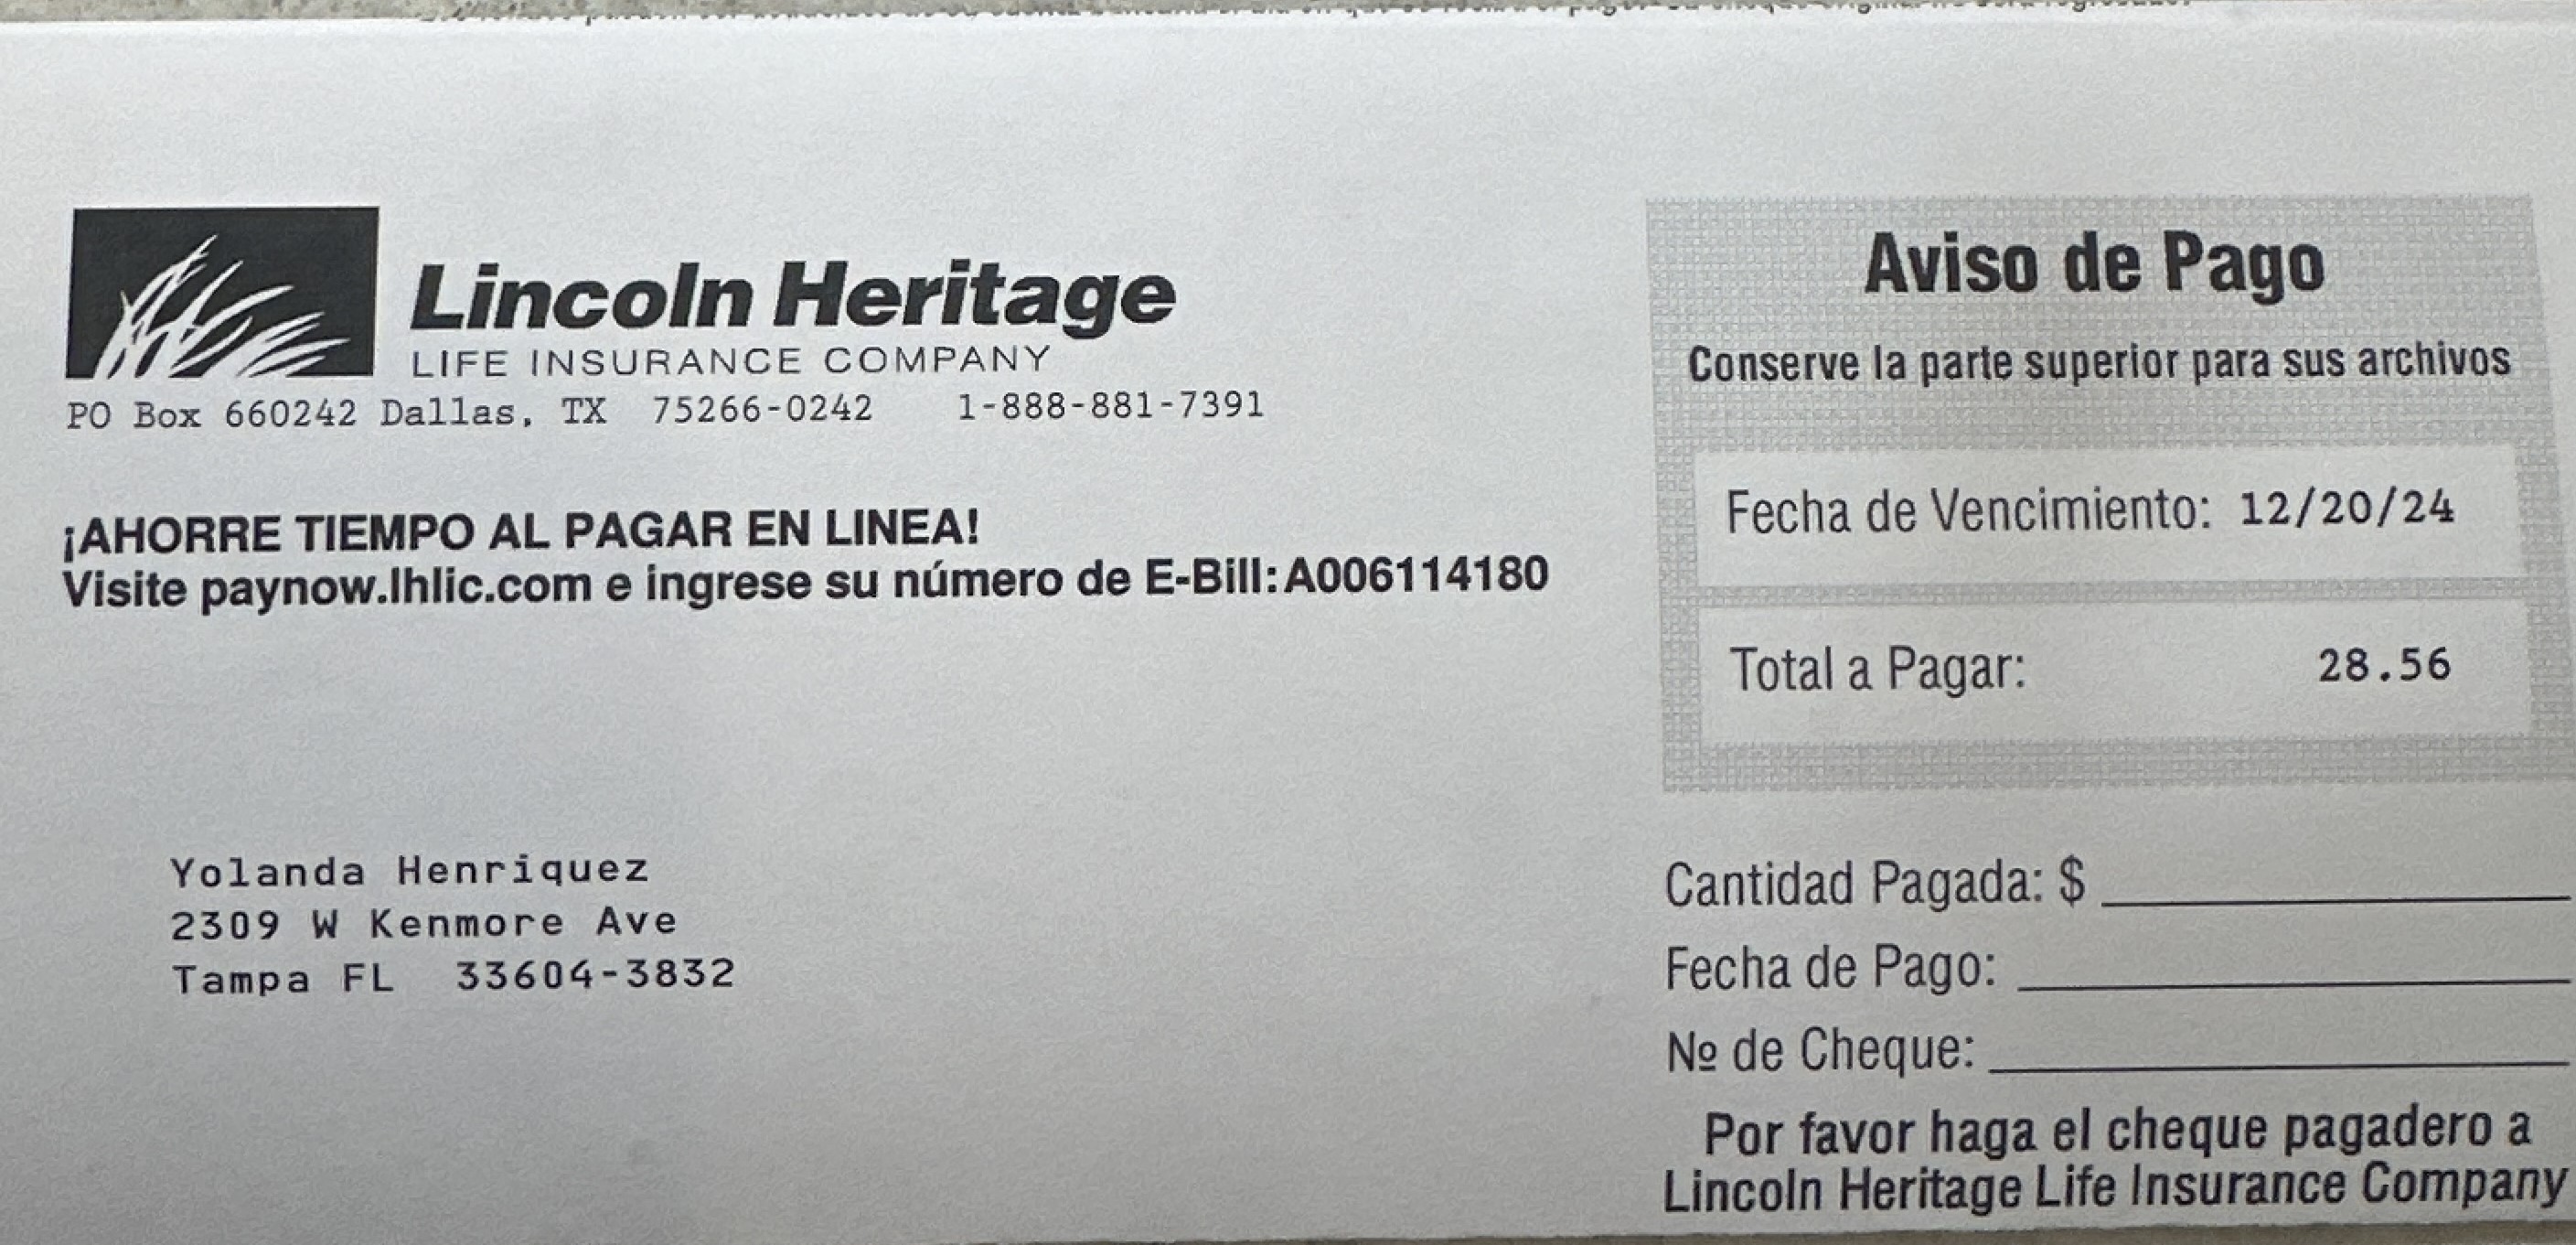 Lincoln Heritage
LIFE INSURANCE COMPANY
PO Box 660242 Dallas, TX 75266-0242 1-888-881-7391
¡AHORRE TIEMPO AL PAGAR EN LINEA!
Visite paynow.lhlic.com e ingrese su número de E-Bill:A006114180
Yolanda Henriquez
2309 W Kenmore Ave
Tampa FL 33604-3832
Aviso de Pago
Conserve la parte superior para sus archivos
Fecha de Vencimiento: 12/20/24
Total a Pagar: 28.56
Cantidad Pagada: $
Fecha de Pago:
Nº de Cheque:
Por favor haga el cheque pagadero a
Lincoln Heritage Life Insurance Company